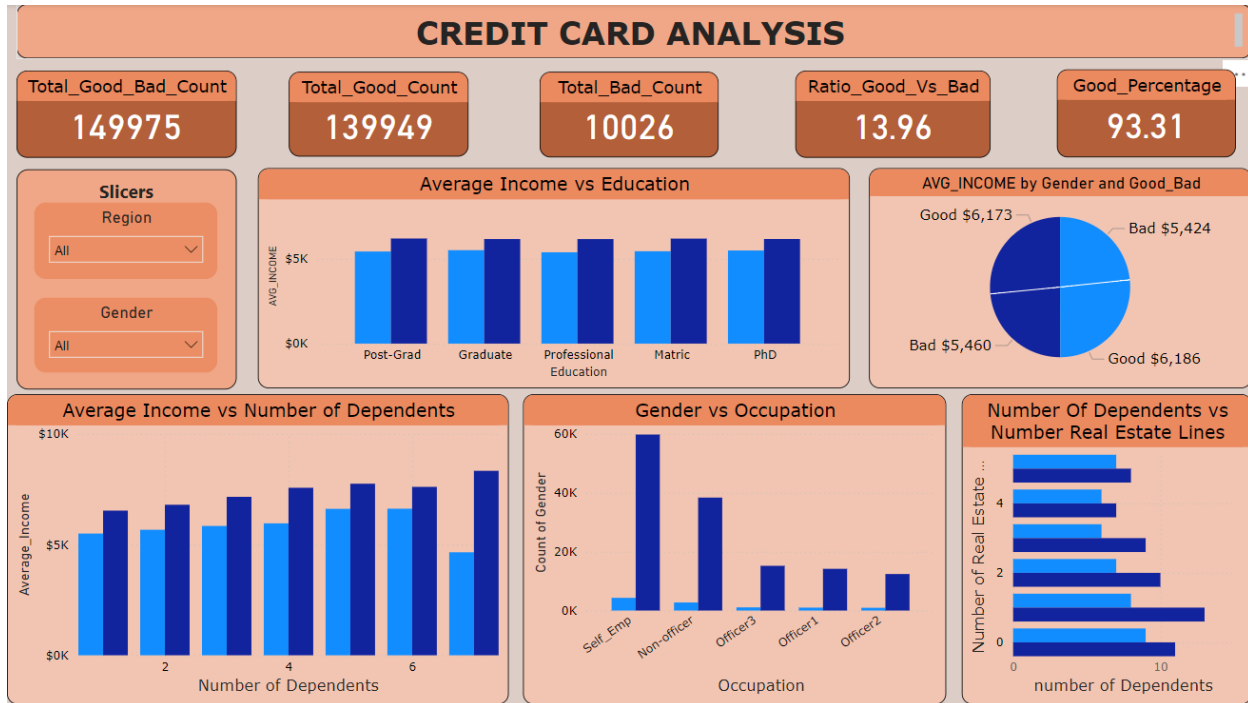 CREDIT CARD ANALYSIS
Total_Good_Bad_Count
149975
Total_Good_Count
139949
Total_Bad_Count
10026
Ratio_Good_Vs_Bad
13.96
Good_Percentage
93.31
Slicers
Region
All
Gender
All
Average Income vs Education
AVG_INCOME
$5K
$0K
Post-Grad
Graduate
Professional
Matric
PhD
Education
AVG_INCOME by Gender and Good_Bad
Good $6,173
Bad $5,424
Bad $5,460
Good $6,186
Average Income vs Number of Dependents
Average_Income
$10K
$5K
$0K
2
4
6
Number of Dependents
Gender vs Occupation
Count of Gender
60K
40K
20K
0K
Self_Emp
Non-officer
Officer3
Officer1
Officer2
Occupation
Number Of Dependents vs
Number Real Estate Lines
Number of Real Estate ...
4
2
0
0
10
number of Dependents